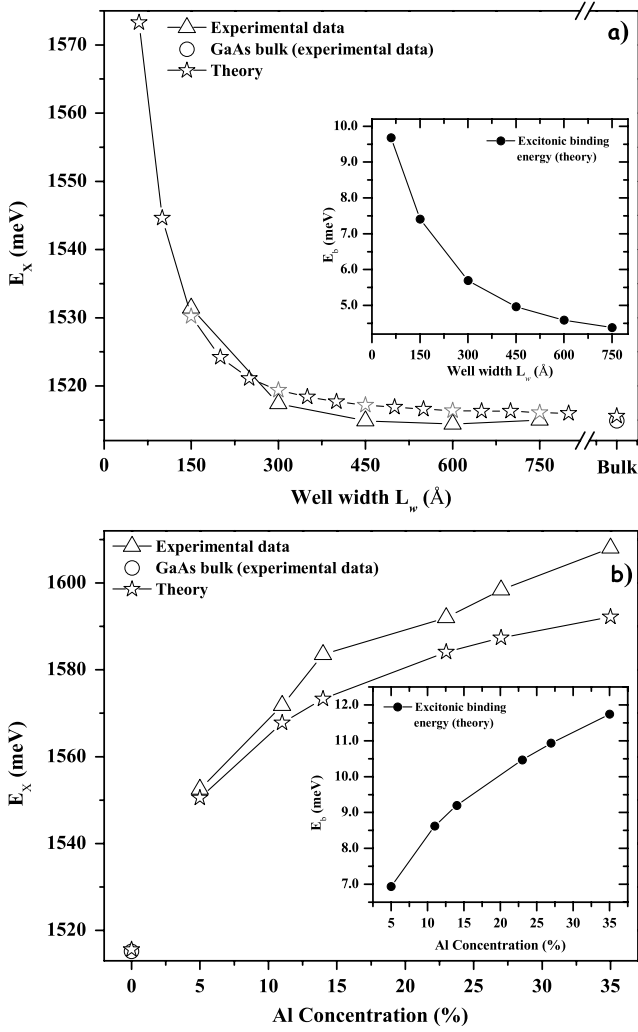 a)
Experimental data
GaAs bulk (experimental data)
Theory
E_X (meV)
1570
1560
1550
1540
1530
1520
0
150
300
450
600
750
Bulk
Well width L_w (Å)
Excitonic binding
energy (theory)
E_b (meV)
10.0
9.0
8.0
7.0
6.0
5.0
0
150
300
450
600
750
Well width L_w (Å)
b)
Experimental data
GaAs bulk (experimental data)
Theory
E_X (meV)
1600
1580
1560
1540
1520
0
5
10
15
20
25
30
35
Al Concentration (%)
Excitonic binding
energy (theory)
E_b (meV)
12.0
11.0
10.0
9.0
8.0
7.0
5
10
15
20
25
30
35
Al Concentration (%)